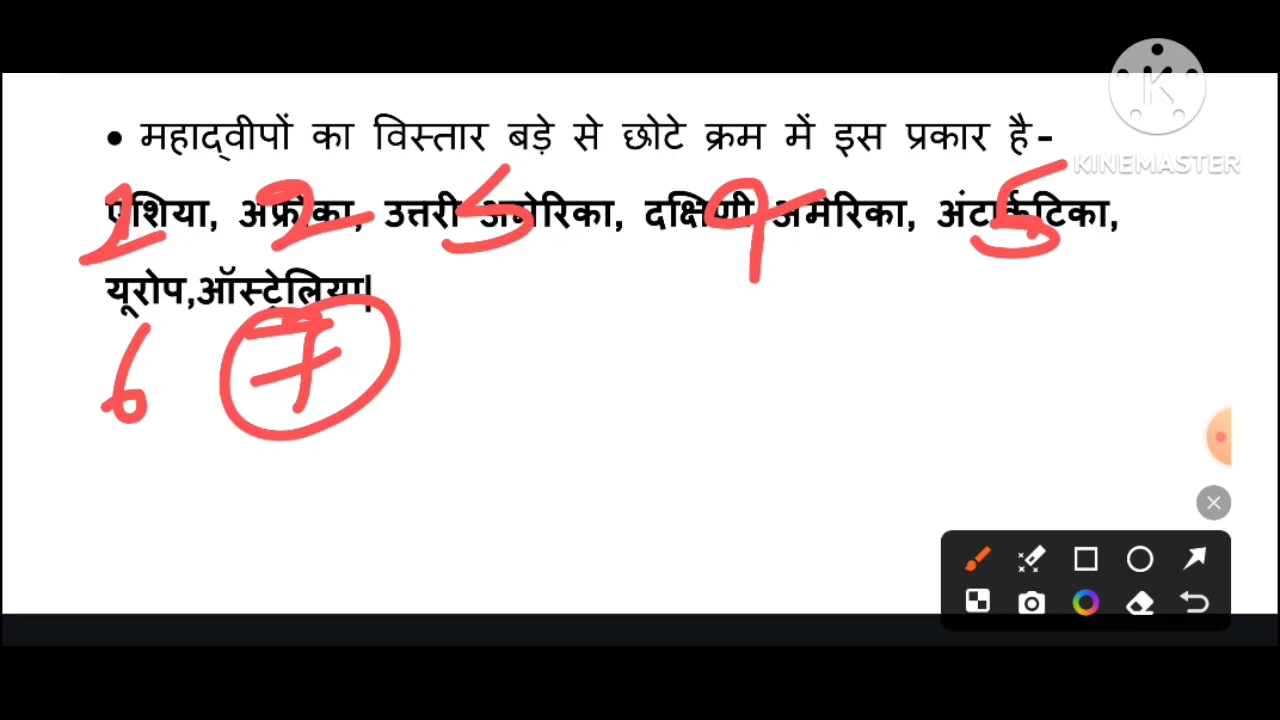 KINEMASTER
• महाद्वीपों का विस्तार बड़े से छोटे क्रम में इस प्रकार है-
एशिया, अफ्रीका, उत्तरी अमेरिका, दक्षिणी अमेरिका, अंटार्कटिका,
1 2 3 4 5
यूरोप,ऑस्ट्रेलिया|
6 7